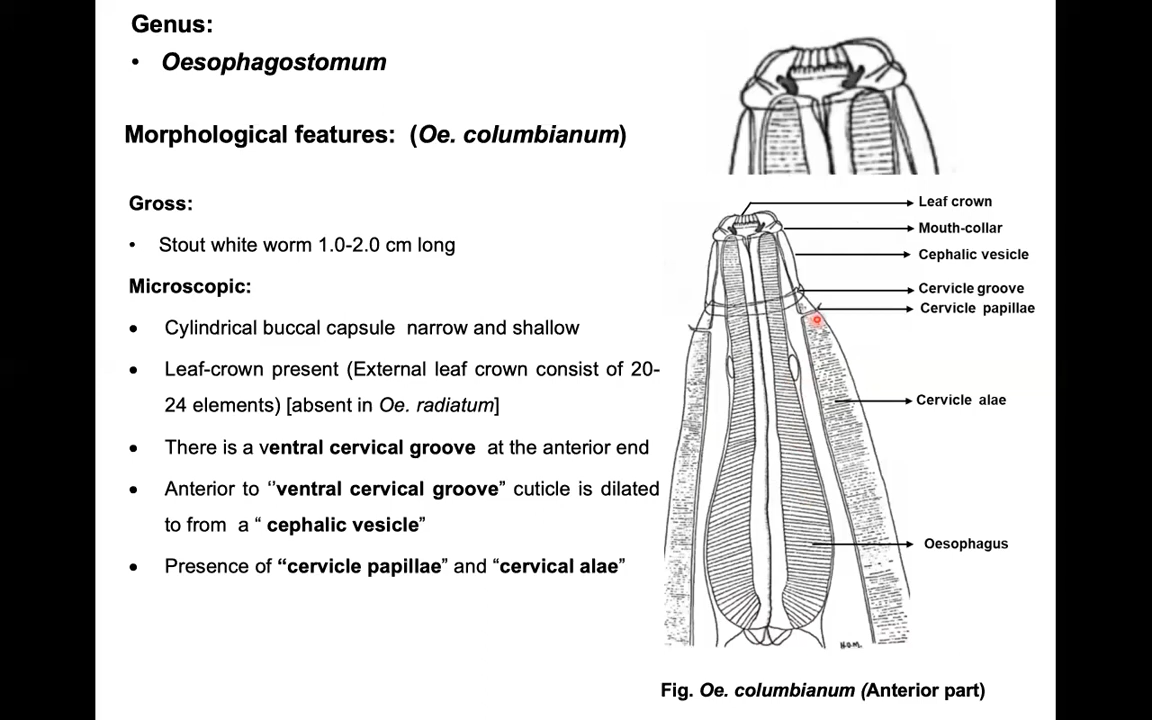 Genus:
• Oesophagostomum
Morphological features: (Oe. columbianum)
Gross:
• Stout white worm 1.0-2.0 cm long
Microscopic:
• Cylindrical buccal capsule narrow and shallow
• Leaf-crown present (External leaf crown consist of 20-
24 elements) [absent in Oe. radiatum]
• There is a ventral cervical groove at the anterior end
• Anterior to ‘’ventral cervical groove” cuticle is dilated
to from a “ cephalic vesicle”
• Presence of “cervicle papillae” and “cervical alae”
Leaf crown
Mouth-collar
Cephalic vesicle
Cervicle groove
Cervicle papillae
Cervicle alae
Oesophagus
H.O.M.
Fig. Oe. columbianum (Anterior part)